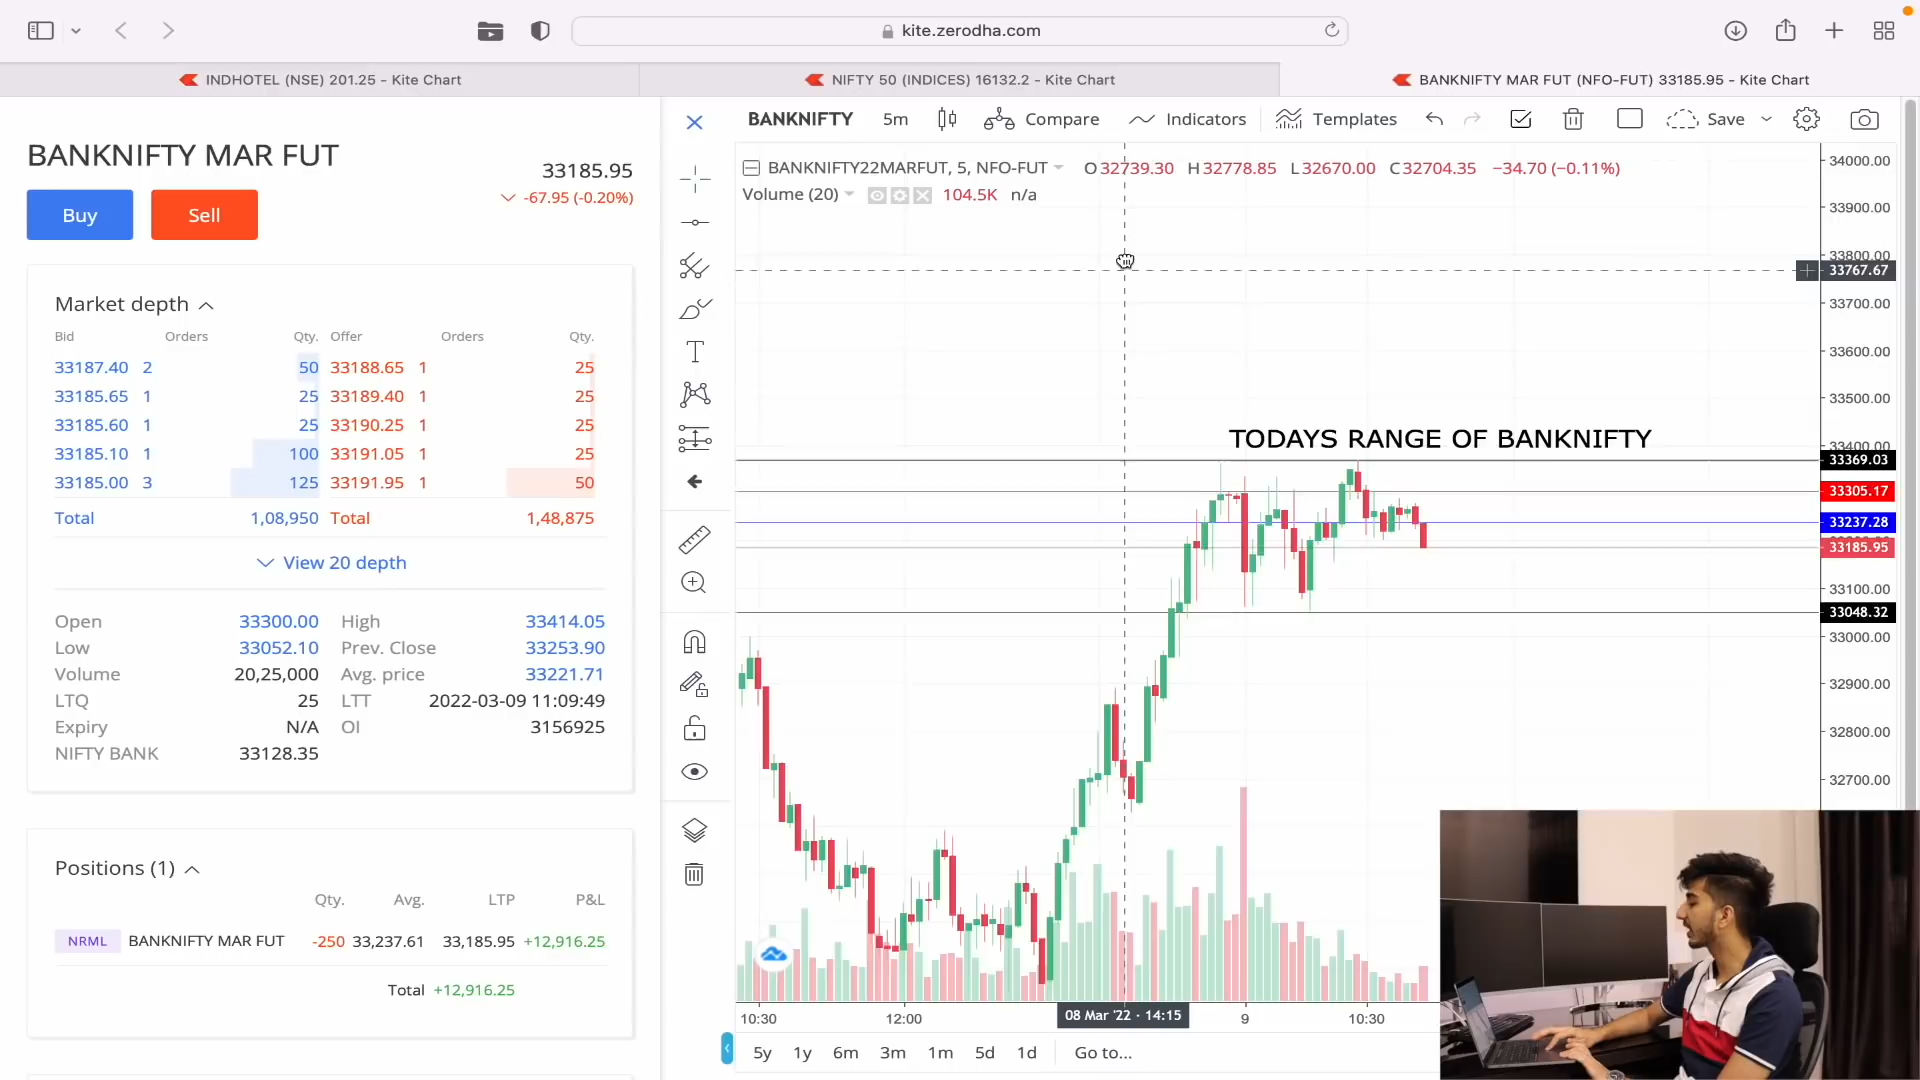 kite.zerodha.com
INDHOTEL (NSE) 201.25 - Kite Chart
NIFTY 50 (INDICES) 16132.2 - Kite Chart
BANKNIFTY MAR FUT (NFO-FUT) 33185.95 - Kite Chart
BANKNIFTY MAR FUT
33185.95
-67.95 (-0.20%)
Buy
Sell
Market depth
Bid Orders Qty. Offer Orders Qty.
33187.40 2 50 33188.65 1 25
33185.65 1 25 33189.40 1 25
33185.60 1 25 33190.25 1 25
33185.10 1 100 33191.05 1 25
33185.00 3 125 33191.95 1 50
Total 1,08,950 Total 1,48,875
View 20 depth
Open 33300.00 High 33414.05
Low 33052.10 Prev. Close 33253.90
Volume 20,25,000 Avg. price 33221.71
LTQ 25 LTT 2022-03-09 11:09:49
Expiry N/A OI 3156925
NIFTY BANK 33128.35
Positions (1)
Qty. Avg. LTP P&L
NRML BANKNIFTY MAR FUT -250 33,237.61 33,185.95 +12,916.25
Total +12,916.25
BANKNIFTY 5m Compare Indicators Templates Save
BANKNIFTY22MARFUT, 5, NFO-FUT O32739.30 H32778.85 L32670.00 C32704.35 −34.70 (−0.11%)
Volume (20) 104.5K n/a
TODAYS RANGE OF BANKNIFTY
34000.00
33900.00
33800.00
33767.67
33700.00
33600.00
33500.00
33400.00
33369.03
33305.17
33237.28
33185.95
33100.00
33048.32
33000.00
32900.00
32800.00
32700.00
10:30 12:00 08 Mar '22 · 14:15 9 10:30
5y 1y 6m 3m 1m 5d 1d Go to...